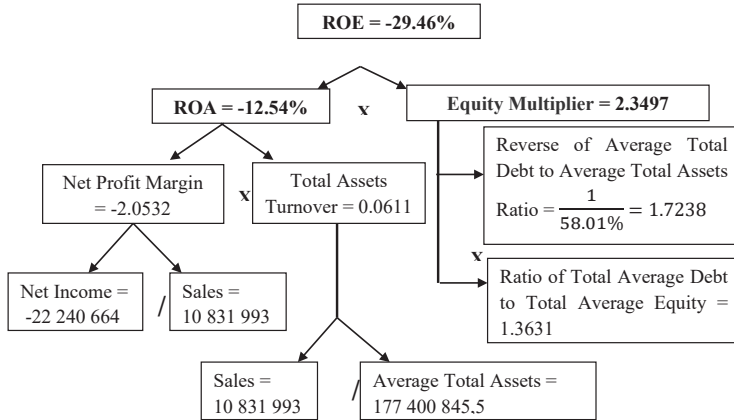 ROE = -29.46%
ROA = -12.54%
x
Equity Multiplier = 2.3497
Net Profit Margin
= -2.0532
x
Total Assets
Turnover = 0.0611
Reverse of Average Total
Debt to Average Total Assets
Ratio = 1/58.01% = 1.7238
x
Ratio of Total Average Debt
to Total Average Equity =
1.3631
Net Income =
-22 240 664
/
Sales =
10 831 993
Sales =
10 831 993
/
Average Total Assets =
177 400 845,5